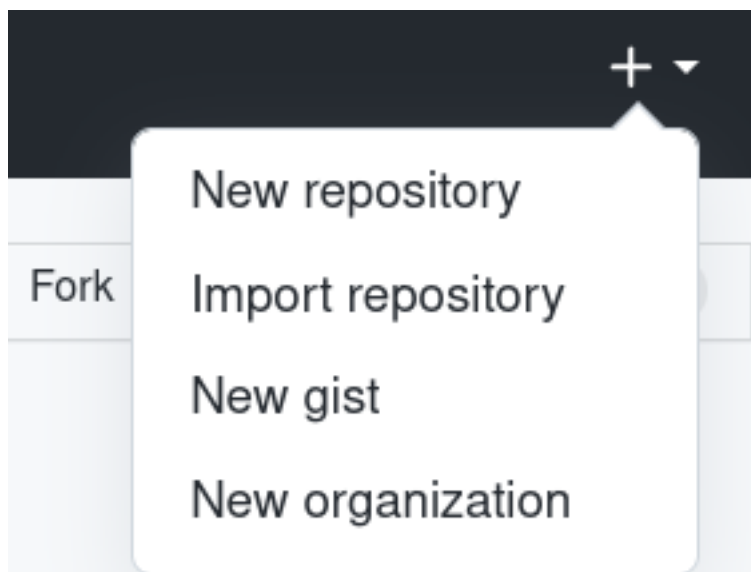 New repository
Fork
Import repository
New gist
New organization